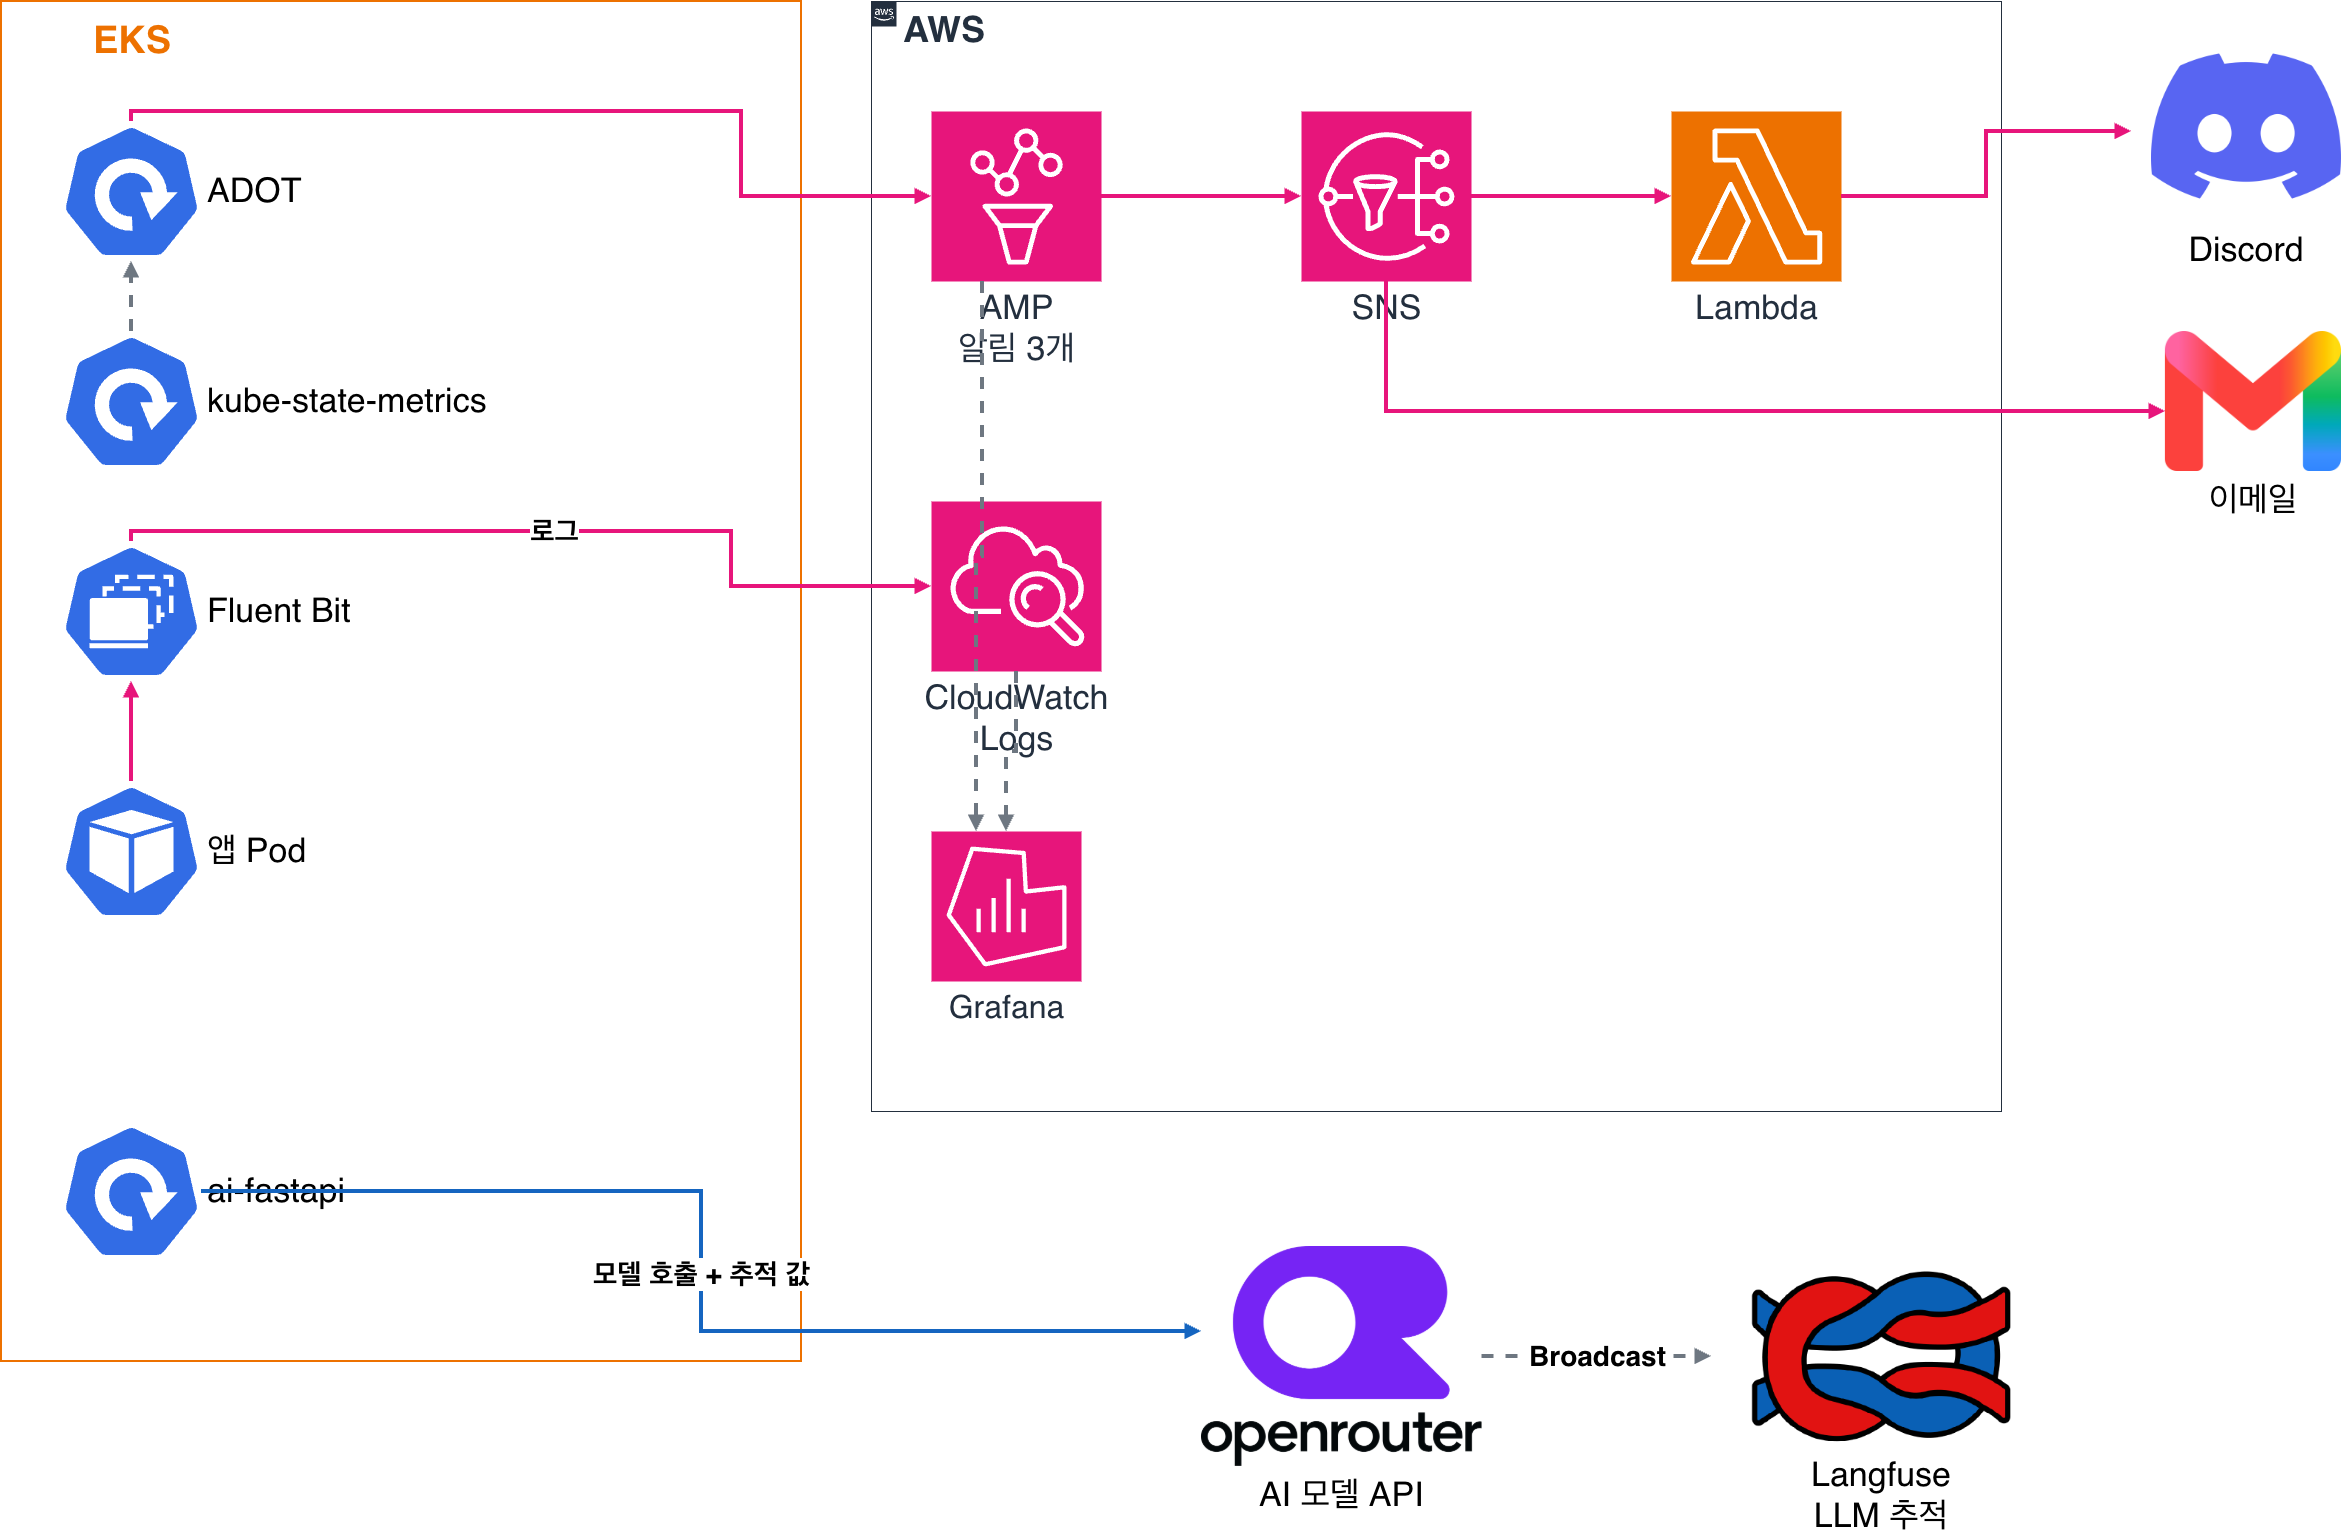 EKS
aws
AWS
ADOT
AMP
알림 3개
SNS
Lambda
Discord
kube-state-metrics
이메일
로그
Fluent Bit
CloudWatch
Logs
앱 Pod
Grafana
ai-fastapi
모델 호출 + 추적 값
Broadcast
openrouter
AI 모델 API
Langfuse
LLM 추적